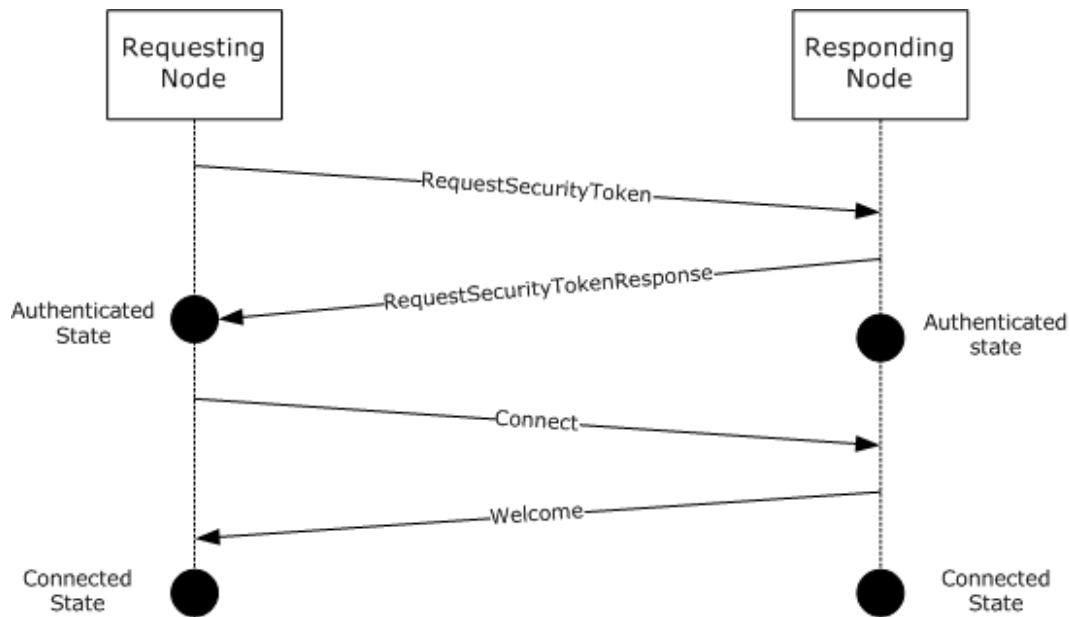 Requesting
Node
Responding
Node
RequestSecurityToken
RequestSecurityTokenResponse
Authenticated
State
Authenticated
state
Connect
Welcome
Connected
State
Connected
State